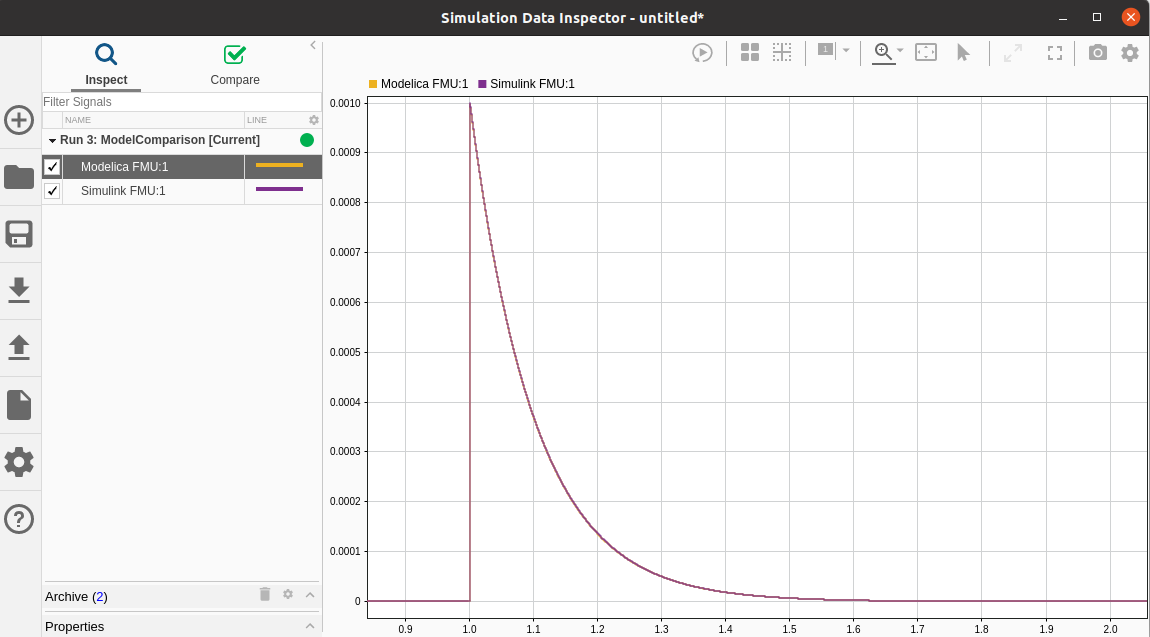 Simulation Data Inspector - untitled*
Inspect
Compare
Filter Signals
NAME
LINE
Run 3: ModelComparison [Current]
Modelica FMU:1
Simulink FMU:1
Archive (2)
Properties
1
Modelica FMU:1 Simulink FMU:1
0.0010
0.0009
0.0008
0.0007
0.0006
0.0005
0.0004
0.0003
0.0002
0.0001
0
0.9 1.0 1.1 1.2 1.3 1.4 1.5 1.6 1.7 1.8 1.9 2.0